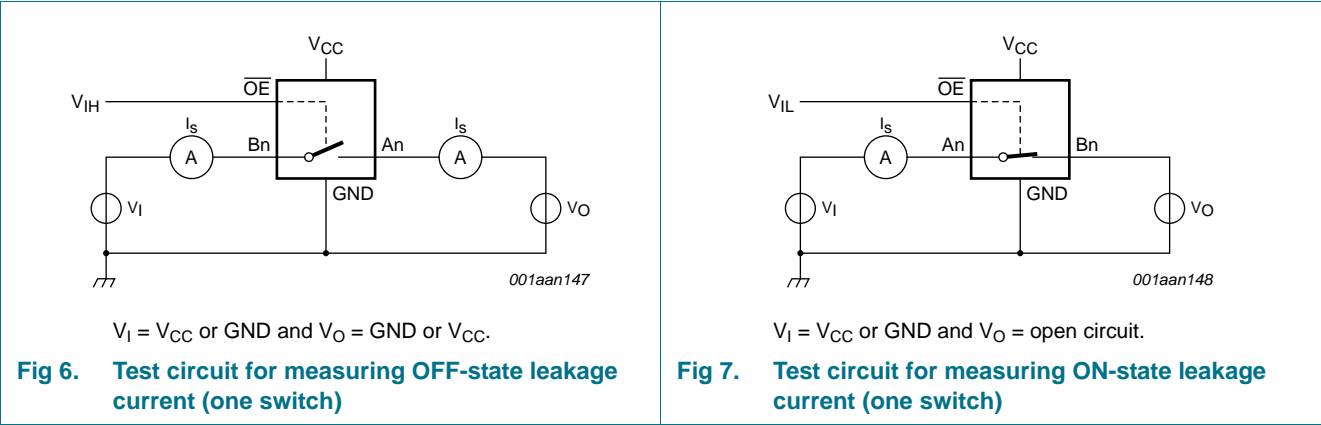 VCC
OE
VIH
IS
A
Bn
An
IS
A
GND
VI
VO
001aan147
VI = VCC or GND and VO = GND or VCC.
Fig 6. Test circuit for measuring OFF-state leakage
current (one switch)
VCC
OE
VIL
IS
A
An
Bn
GND
VI
VO
001aan148
VI = VCC or GND and VO = open circuit.
Fig 7. Test circuit for measuring ON-state leakage
current (one switch)